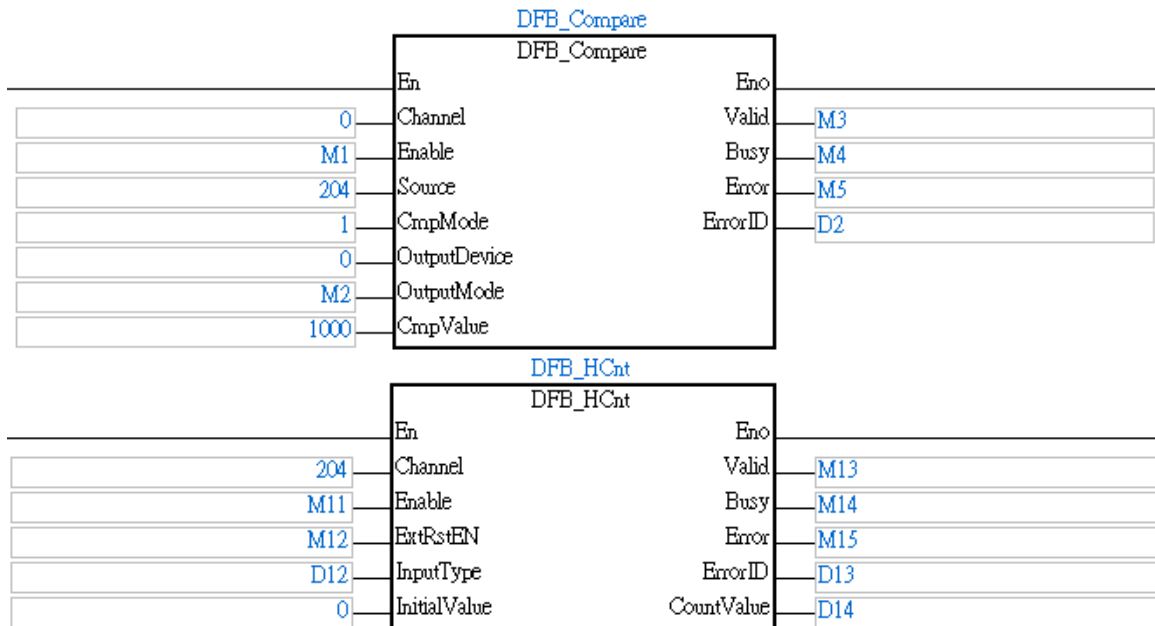 DFB_Compare
DFB_Compare
En Eno
0 Channel Valid M3
M1 Enable Busy M4
204 Source Error M5
1 CmpMode ErrorID D2
0 OutputDevice
M2 OutputMode
1000 CmpValue
DFB_HCnt
DFB_HCnt
En Eno
204 Channel Valid M13
M11 Enable Busy M14
M12 ExtRstEN Error M15
D12 InputType ErrorID D13
0 InitialValue CountValue D14